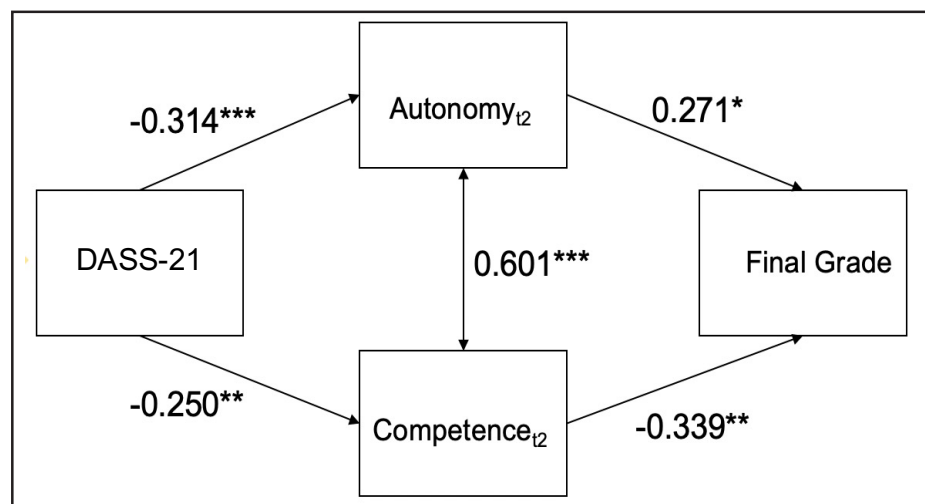 Autonomyt2
-0.314***
0.271*
DASS-21
0.601***
Final Grade
-0.250**
Competencet2
-0.339**